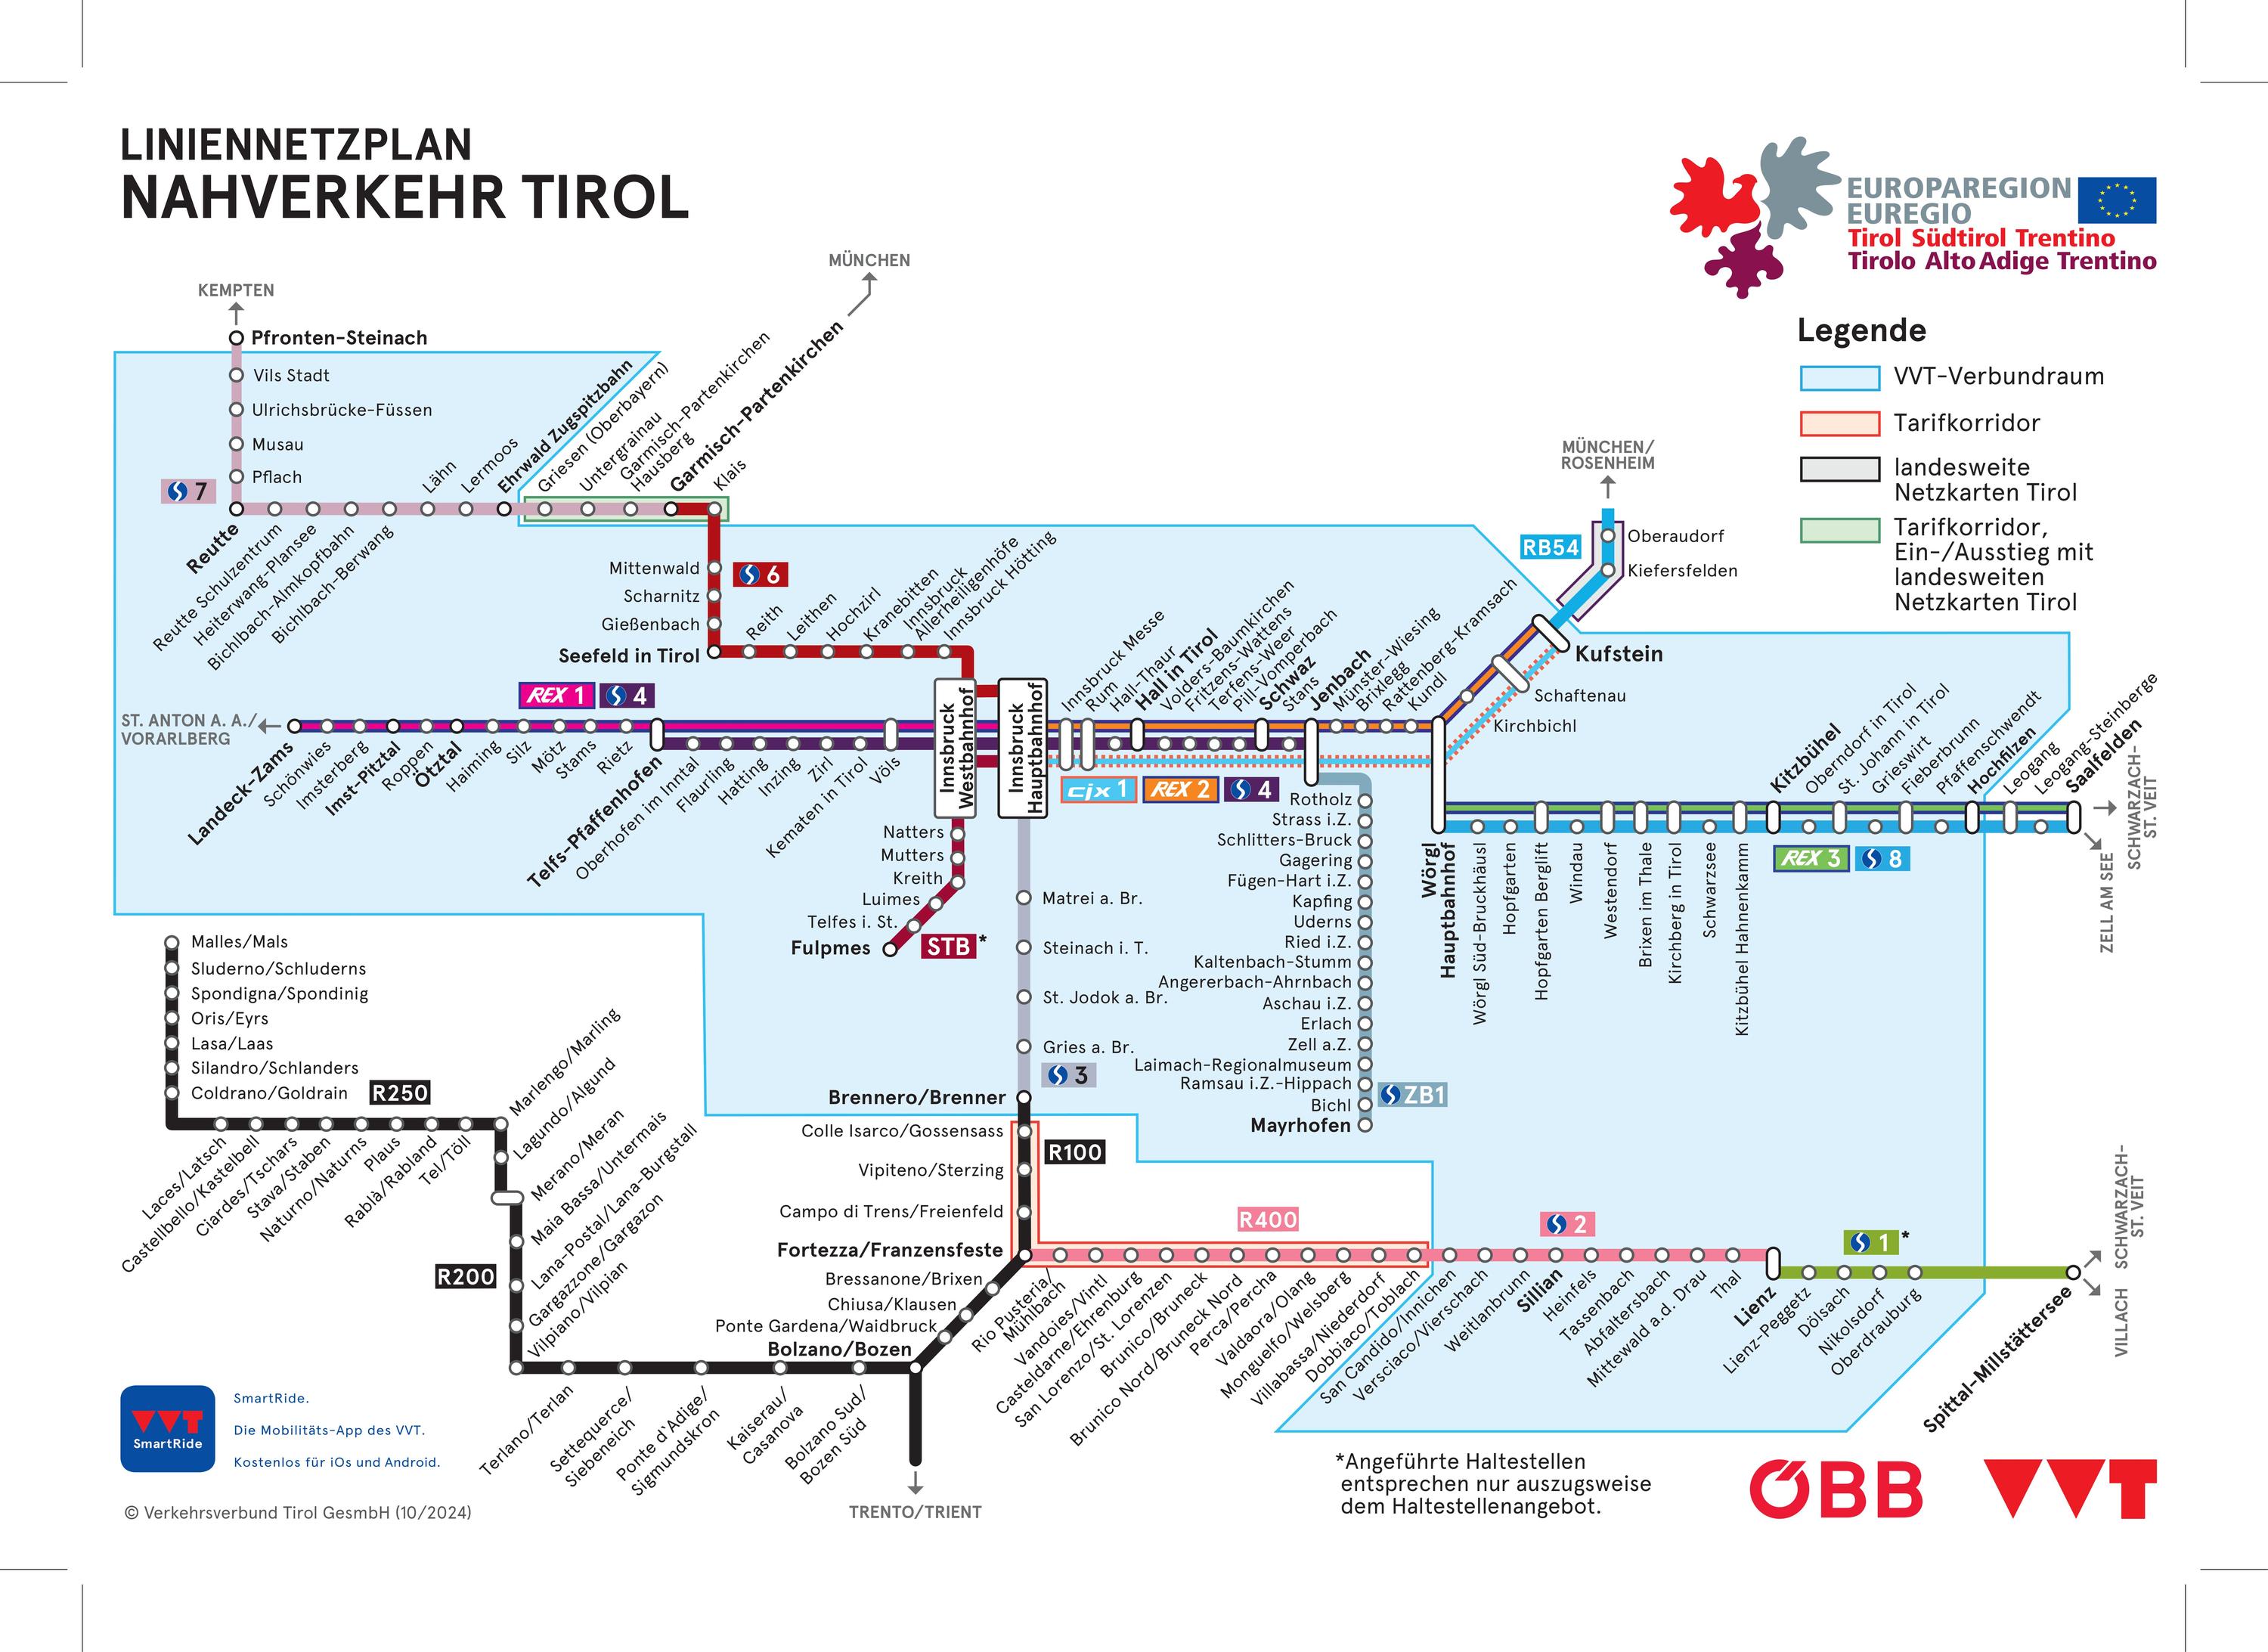 LINIENNETZPLAN
NAHVERKEHR TIROL
EUROPAREGION
EUREGIO
Tirol Südtirol Trentino
Tirolo Alto Adige Trentino
Legende
VVT-Verbundraum
Tarifkorridor
landesweite
Netzkarten Tirol
Tarifkorridor,
Ein-/Ausstieg mit
landesweiten
Netzkarten Tirol
KEMPTEN
Pfronten-Steinach
Vils Stadt
Ulrichsbrücke-Füssen
Musau
Pflach
7
Reutte
Reutte Schulzentrum
Heiterwang-Plansee
Bichlbach-Almkopfbahn
Bichlbach-Berwang
Lähn
Lermoos
Ehrwald Zugspitzbahn
Griesen (Oberbayern)
Untergrainau
Garmisch-Partenkirchen
Hausberg
Garmisch-Partenkirchen
MÜNCHEN
Klais
6
Mittenwald
Scharnitz
Gießenbach
Seefeld in Tirol
Reith
Leithen
Hochzirl
Kranebitten
Innsbruck
Allerheiligenhöfe
Innsbruck Hötting
REX 1
4
ST. ANTON A. A./
VORARLBERG
Landeck-Zams
Schönwies
Imsterberg
Imst-Pitztal
Roppen
Ötztal
Haiming
Silz
Mötz
Stams
Rietz
Telfs-Pfaffenhofen
Oberhofen im Inntal
Flaurling
Hatting
Inzing
Zirl
Kematen in Tirol
Völs
Innsbruck
Westbahnhof
Innsbruck
Hauptbahnhof
Innsbruck Messe
Rum
Hall-Thaur
Hall in Tirol
Volders-Baumkirchen
Fritzens-Wattens
Terfens-Weer
Pill-Vomperbach
Schwaz
Stans
Jenbach
Münster-Wiesing
Brixlegg
Rattenberg-Kramsach
Kundl
cjx 1
REX 2
4
MÜNCHEN/
ROSENHEIM
RB54
Oberaudorf
Kiefersfelden
Kufstein
Schaftenau
Kirchbichl
Wörgl
Hauptbahnhof
Wörgl Süd-Bruckhäusl
Hopfgarten
Hopfgarten Berglift
Windau
Westendorf
Brixen im Thale
Kirchberg in Tirol
Schwarzsee
Kitzbühel Hahnenkamm
Kitzbühel
Oberndorf in Tirol
St. Johann in Tirol
Grieswirt
Fieberbrunn
Pfaffenschwendt
Hochfilzen
Leogang
Leogang-Steinberge
Saalfelden
REX 3
8
SCHWARZACH-
ST. VEIT
ZELL AM SEE
Natters
Mutters
Kreith
Luimes
Telfes i. St.
Fulpmes
STB *
Matrei a. Br.
Steinach i. T.
St. Jodok a. Br.
Gries a. Br.
3
Brennero/Brenner
Rotholz
Strass i.Z.
Schlitters-Bruck
Gagering
Fügen-Hart i.Z.
Kapfing
Uderns
Ried i.Z.
Kaltenbach-Stumm
Angererbach-Ahrnbach
Aschau i.Z.
Erlach
Zell a.Z.
Laimach-Regionalmuseum
Ramsau i.Z.-Hippach
Bichl
Mayrhofen
ZB1
Malles/Mals
Sluderno/Schluderns
Spondigna/Spondinig
Oris/Eyrs
Lasa/Laas
Silandro/Schlanders
Coldrano/Goldrain
R250
Laces/Latsch
Castellbello/Kastelbell
Ciardes/Tschars
Stava/Staben
Naturno/Naturns
Plaus
Rablà/Rabland
Tel/Töll
Marlengo/Marling
Lagundo/Algund
Merano/Meran
Maia Bassa/Untermais
Lana-Postal/Lana-Burgstall
Gargazzone/Gargazon
Vilpiano/Vilpian
R200
Terlano/Terlan
Settequerce/
Siebeneich
Ponte d'Adige/
Sigmundskron
Kaiserau/
Casanova
Bolzano Sud/
Bozen Süd
Colle Isarco/Gossensass
R100
Vipiteno/Sterzing
Campo di Trens/Freienfeld
Fortezza/Franzensfeste
Bressanone/Brixen
Chiusa/Klausen
Ponte Gardena/Waidbruck
Bolzano/Bozen
TRENTO/TRIENT
R400
Rio Pusteria/
Mühlbach
Vandoies/Vintl
Casteldarne/Ehrenburg
San Lorenzo/St. Lorenzen
Brunico/Bruneck
Brunico Nord/Bruneck Nord
Perca/Percha
Valdaora/Olang
Monguelfo/Welsberg
Villabassa/Niederdorf
Dobbiaco/Toblach
San Candido/Innichen
Versciaco/Vierschach
Weitlanbrunn
Sillian
Heinfels
Tassenbach
Abfaltersbach
Mittewald a.d. Drau
Thal
Lienz
2
1 *
Lienz-Peggetz
Dölsach
Nikolsdorf
Oberdrauburg
Spittal-Millstättersee
SCHWARZACH-
ST. VEIT
VILLACH
VVT
SmartRide
SmartRide.
Die Mobilitäts-App des VVT.
Kostenlos für iOs und Android.
© Verkehrsverbund Tirol GesmbH (10/2024)
*Angeführte Haltestellen
entsprechen nur auszugsweise
dem Haltestellenangebot.
ÖBB
VVT